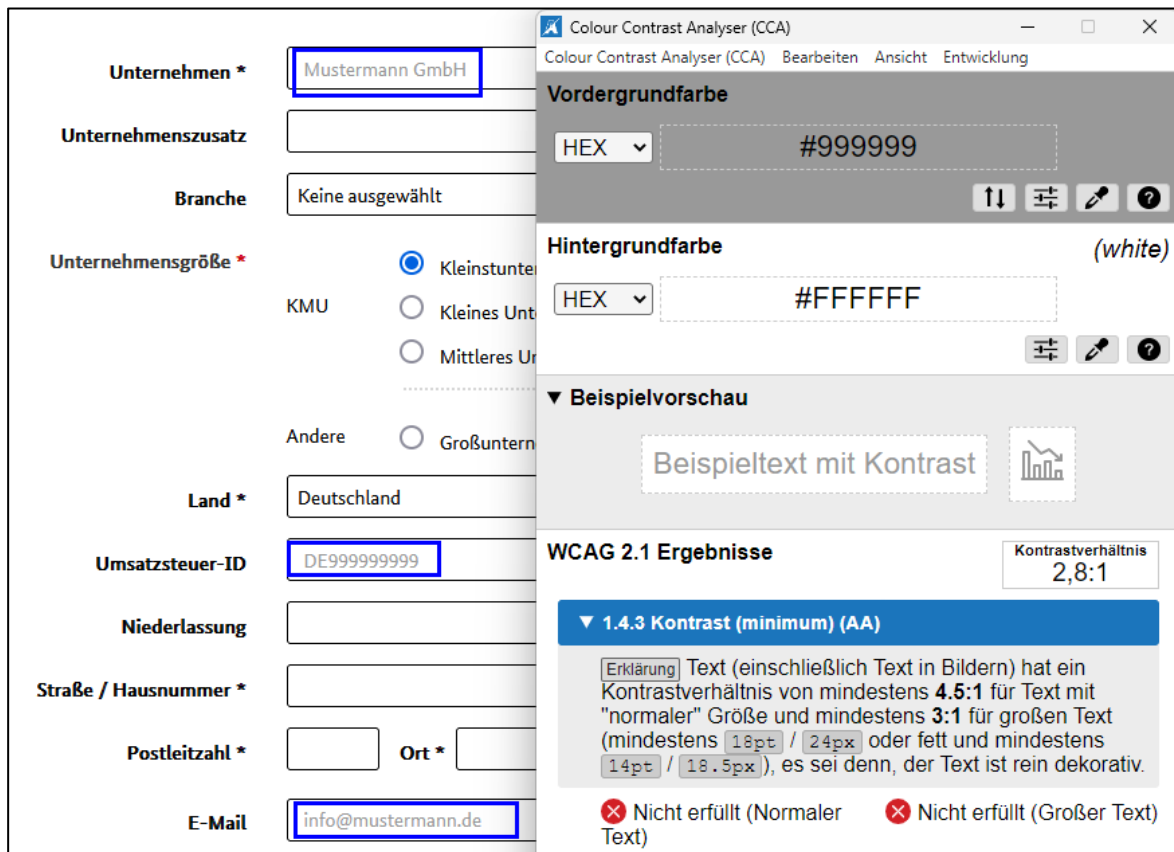 Unternehmen *
Mustermann GmbH
Unternehmenszusatz
Branche
Keine ausgewählt
Unternehmensgröße *
KMU
Kleinstunter
Kleines Unt
Mittleres Ur
Andere
Großuntern
Land *
Deutschland
Umsatzsteuer-ID
DE999999999
Niederlassung
Straße / Hausnummer *
Postleitzahl *
Ort *
E-Mail
info@mustermann.de
Colour Contrast Analyser (CCA)
Colour Contrast Analyser (CCA) Bearbeiten Ansicht Entwicklung
Vordergrundfarbe
HEX
#999999
Hintergrundfarbe
(white)
HEX
#FFFFFF
Beispielvorschau
Beispieltext mit Kontrast
WCAG 2.1 Ergebnisse
Kontrastverhältnis
2,8:1
1.4.3 Kontrast (minimum) (AA)
Erklärung Text (einschließlich Text in Bildern) hat ein
Kontrastverhältnis von mindestens 4.5:1 für Text mit
"normaler" Größe und mindestens 3:1 für großen Text
(mindestens 18pt / 24px oder fett und mindestens
14pt / 18.5px), es sei denn, der Text ist rein dekorativ.
Nicht erfüllt (Normaler
Text)
Nicht erfüllt (Großer Text)